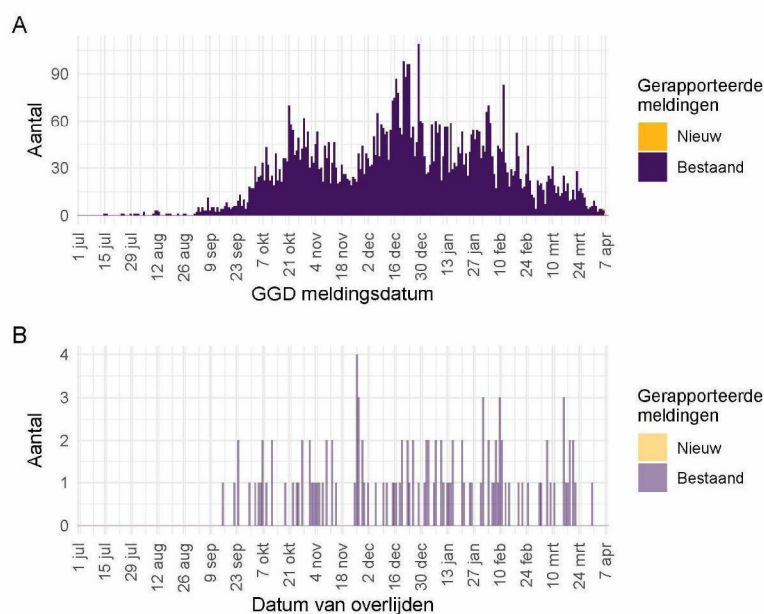 A
Aantal
90
60
30
0
1 jul
15 jul
29 jul
12 aug
26 aug
9 sep
23 sep
7 okt
21 okt
4 nov
18 nov
2 dec
16 dec
30 dec
13 jan
27 jan
10 feb
24 feb
10 mrt
24 mrt
7 apr
GGD meldingsdatum
Gerapporteerde
meldingen
Nieuw
Bestaand
B
Aantal
4
3
2
1
0
1 jul
15 jul
29 jul
12 aug
26 aug
9 sep
23 sep
7 okt
21 okt
4 nov
18 nov
2 dec
16 dec
30 dec
13 jan
27 jan
10 feb
24 feb
10 mrt
24 mrt
7 apr
Datum van overlijden
Gerapporteerde
meldingen
Nieuw
Bestaand